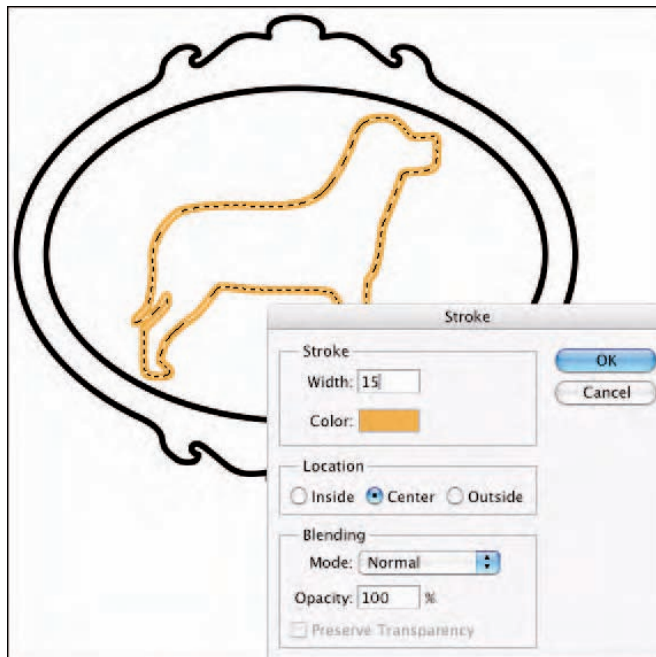 Stroke
Stroke
Width: 15
Color:
OK
Cancel
Location
Inside Center Outside
Blending
Mode: Normal
Opacity: 100 %
Preserve Transparency